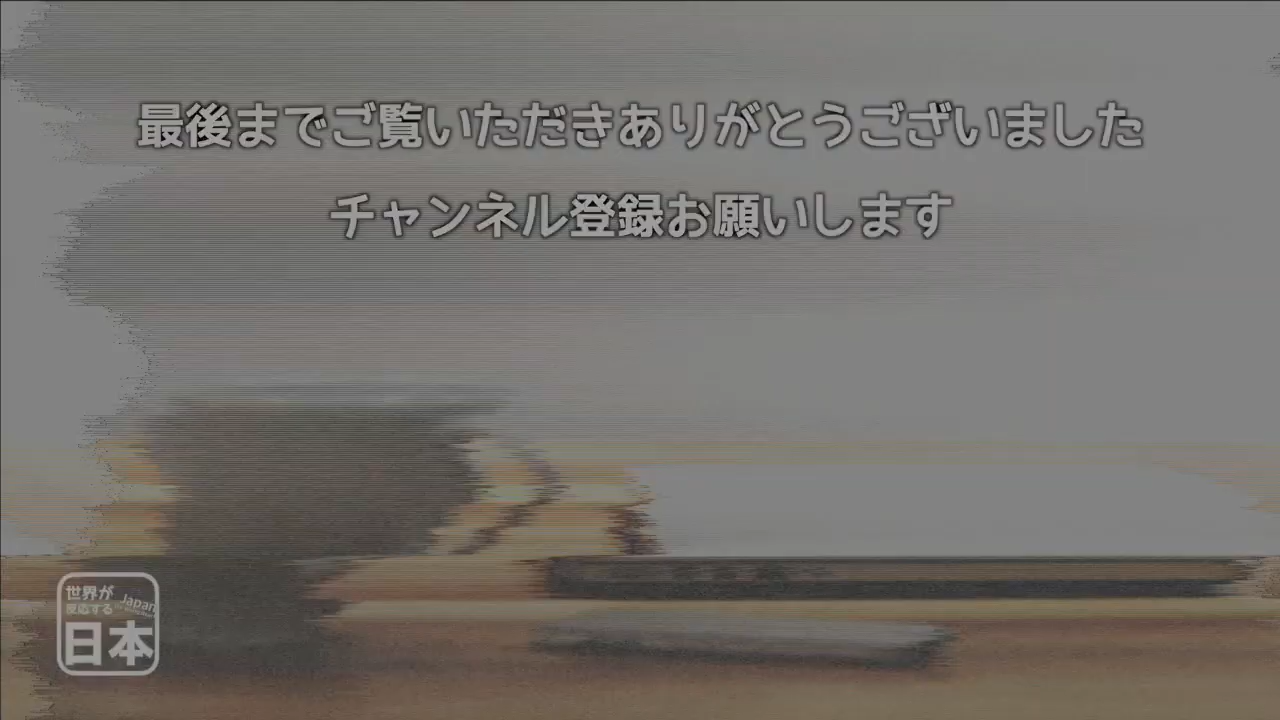 最後までご覧いただきありがとうございました
チャンネル登録お願いします
世界が
反応する
Japan
日本